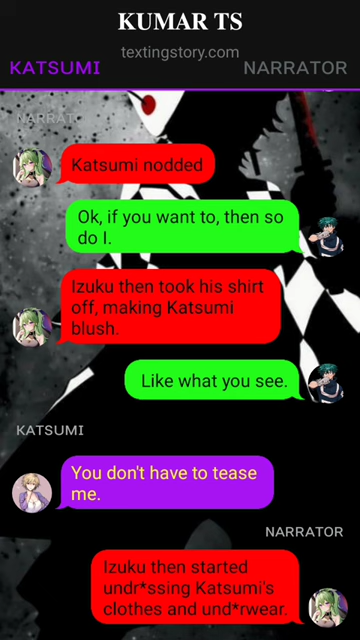 KUMAR TS
textingstory.com
KATSUMI
NARRATOR
NARRAT
Katsumi nodded
Ok, if you want to, then so
do I.
Izuku then took his shirt
off, making Katsumi
blush.
Like what you see.
KATSUMI
You don't have to tease
me.
NARRATOR
Izuku then started
undr*ssing Katsumi's
clothes and und*rwear.